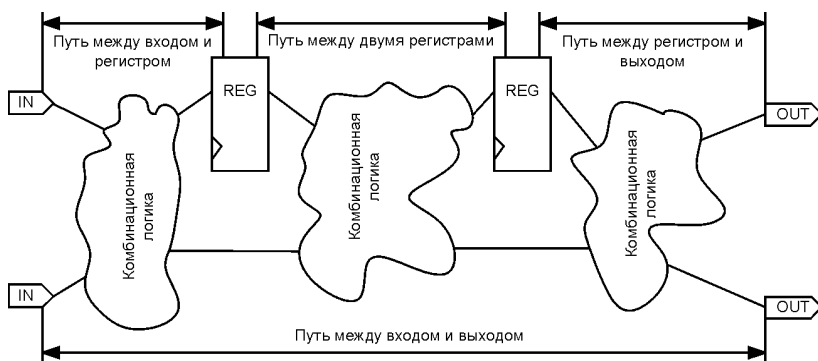 Путь между входом и
регистром
Путь между двумя регистрами
Путь между регистром и
выходом
IN
REG
REG
OUT
Комбинационная
логика
Комбинационная
логика
Комбинационная
логика
IN
OUT
Путь между входом и выходом